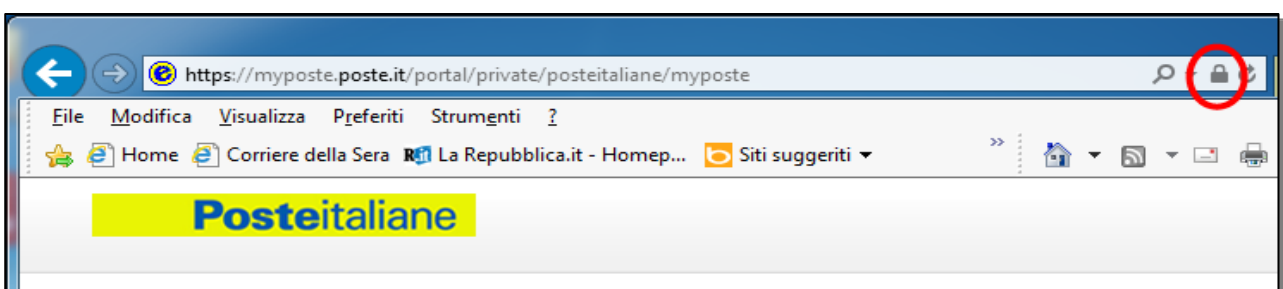 https://myposte.poste.it/portal/private/posteitaliane/myposte
File Modifica Visualizza Preferiti Strumenti ?
Home Corriere della Sera R.it La Repubblica.it - Homep... Siti suggeriti
Posteitaliane